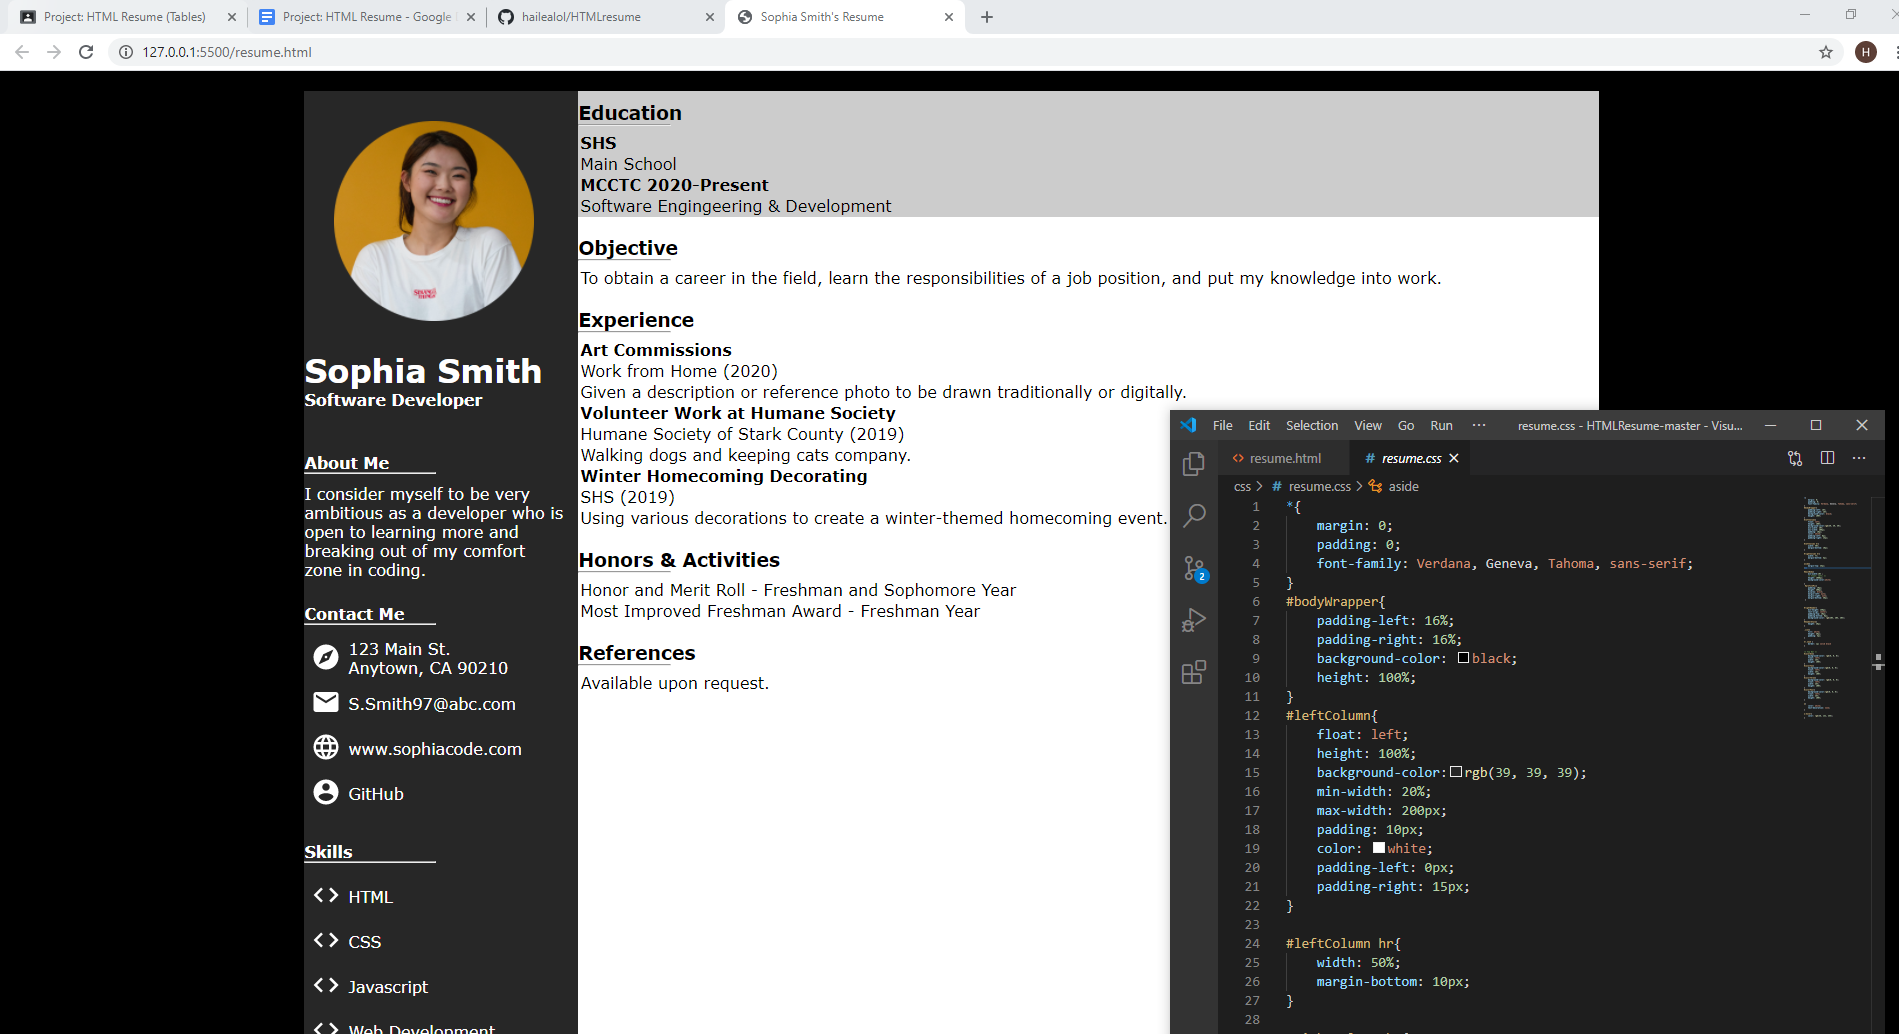 Project: HTML Resume (Tables)
Project: HTML Resume - Google
hailealol/HTMLresume
Sophia Smith's Resume
127.0.0.1:5500/resume.html
H
Sophia Smith
Software Developer
About Me
I consider myself to be very
ambitious as a developer who is
open to learning more and
breaking out of my comfort
zone in coding.
Contact Me
123 Main St.
Anytown, CA 90210
S.Smith97@abc.com
www.sophiacode.com
GitHub
Skills
HTML
CSS
Javascript
Web Development
Education
SHS
Main School
MCCTC 2020-Present
Software Engingeering & Development
Objective
To obtain a career in the field, learn the responsibilities of a job position, and put my knowledge into work.
Experience
Art Commissions
Work from Home (2020)
Given a description or reference photo to be drawn traditionally or digitally.
Volunteer Work at Humane Society
Humane Society of Stark County (2019)
Walking dogs and keeping cats company.
Winter Homecoming Decorating
SHS (2019)
Using various decorations to create a winter-themed homecoming event.
Honors & Activities
Honor and Merit Roll - Freshman and Sophomore Year
Most Improved Freshman Award - Freshman Year
References
Available upon request.
File Edit Selection View Go Run ··· resume.css - HTMLResume-master - Visu...
<> resume.html # resume.css
css > # resume.css > aside
2
1 *{
2 margin: 0;
3 padding: 0;
4 font-family: Verdana, Geneva, Tahoma, sans-serif;
5 }
6 #bodyWrapper{
7 padding-left: 16%;
8 padding-right: 16%;
9 background-color: black;
10 height: 100%;
11 }
12 #leftColumn{
13 float: left;
14 height: 100%;
15 background-color: rgb(39, 39, 39);
16 min-width: 20%;
17 max-width: 200px;
18 padding: 10px;
19 color: white;
20 padding-left: 0px;
21 padding-right: 15px;
22 }
23
24 #leftColumn hr{
25 width: 50%;
26 margin-bottom: 10px;
27 }
28